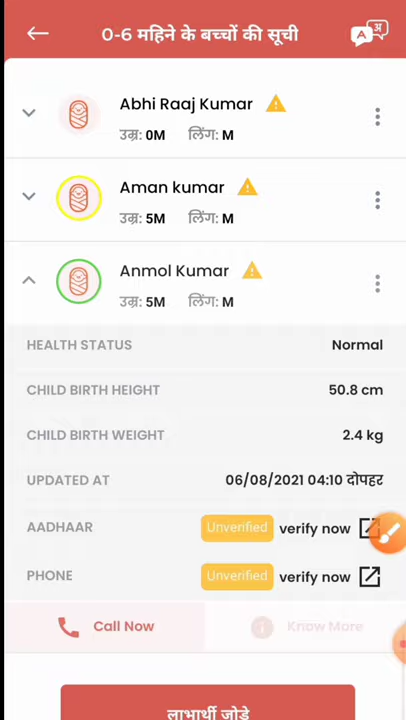 0-6 महिने के बच्चों की सूची
A अ
Abhi Raaj Kumar
उम्र: 0M लिंग: M
Aman kumar
उम्र: 5M लिंग: M
Anmol Kumar
उम्र: 5M लिंग: M
HEALTH STATUS Normal
CHILD BIRTH HEIGHT 50.8 cm
CHILD BIRTH WEIGHT 2.4 kg
UPDATED AT 06/08/2021 04:10 दोपहर
AADHAAR Unverified verify now
PHONE Unverified verify now
Call Now Know More
लाभार्थी जोड़े